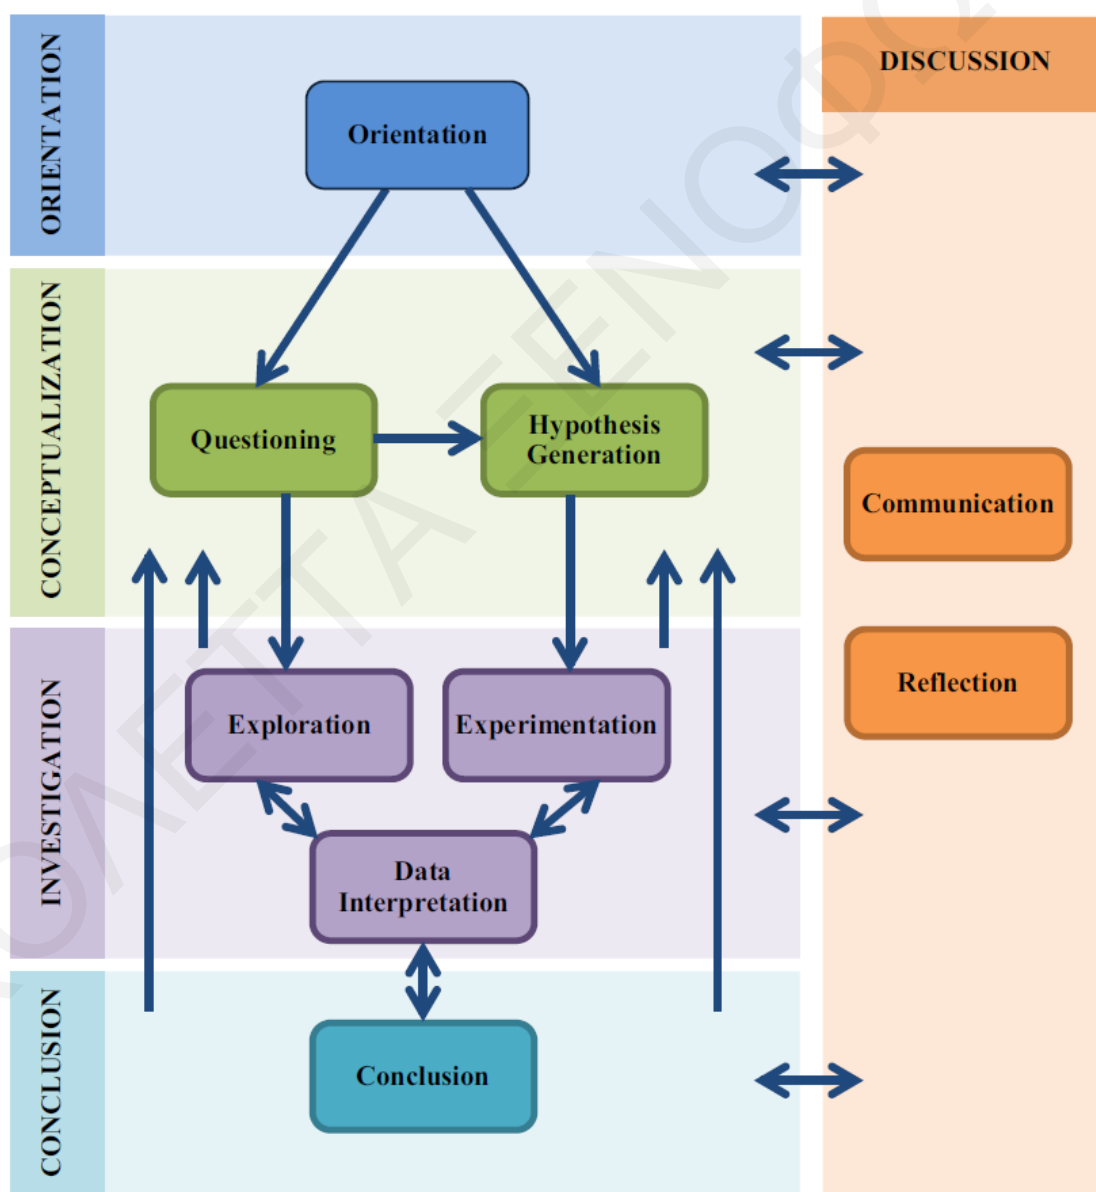 ORIENTATION
Orientation
DISCUSSION
CONCEPTUALIZATION
Questioning
Hypothesis
Generation
Communication
Reflection
INVESTIGATION
Exploration
Experimentation
Data
Interpretation
CONCLUSION
Conclusion